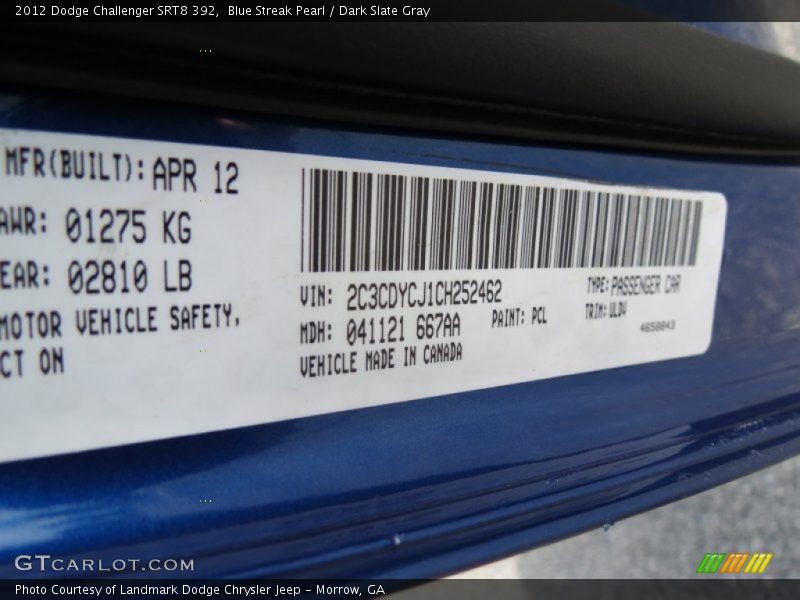 2012 Dodge Challenger SRT8 392, Blue Streak Pearl / Dark Slate Gray
MFR(BUILT): APR 12
AWR: 01275 KG
EAR: 02810 LB
MOTOR VEHICLE SAFETY,
CT ON
VIN: 2C3CDYCJ1CH252462
TYPE: PASSENGER CAR
MDH: 041121 667AA
PAINT: PCL
TRIM: ULDV
4658043
VEHICLE MADE IN CANADA
GTCARLOT.COM
Photo Courtesy of Landmark Dodge Chrysler Jeep - Morrow, GA